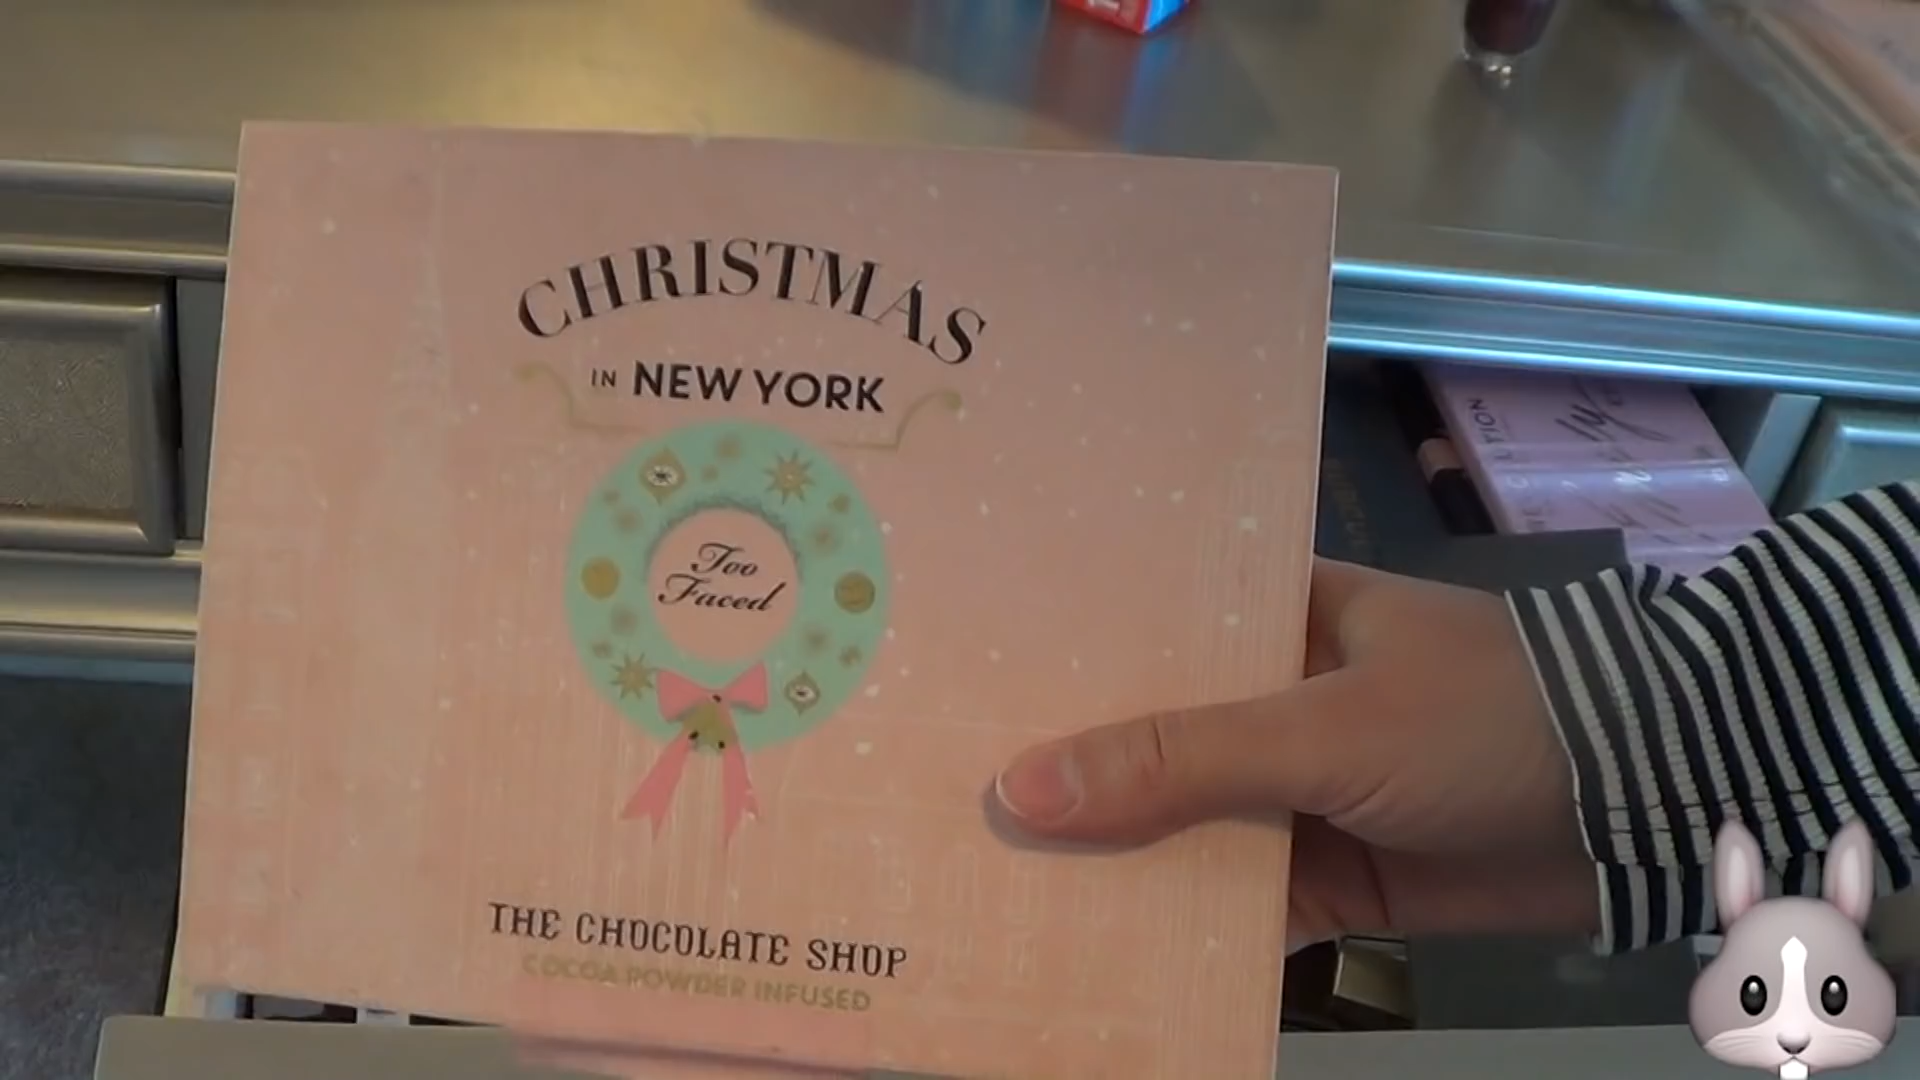 CHRISTMAS
IN NEW YORK
Too
Faced
THE CHOCOLATE SHOP
COCOA POWDER INFUSED